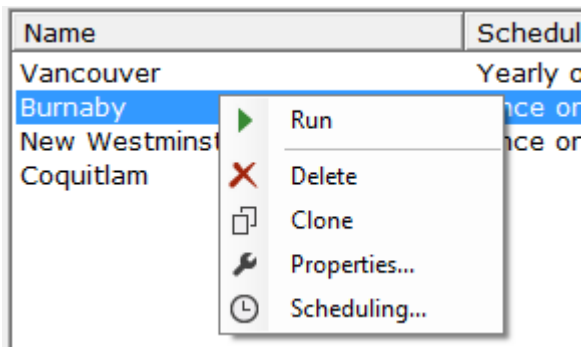 Name Schedul
Vancouver Yearly o
Burnaby nce on
New Westminst nce or
Coquitlam
Run
Delete
Clone
Properties...
Scheduling...